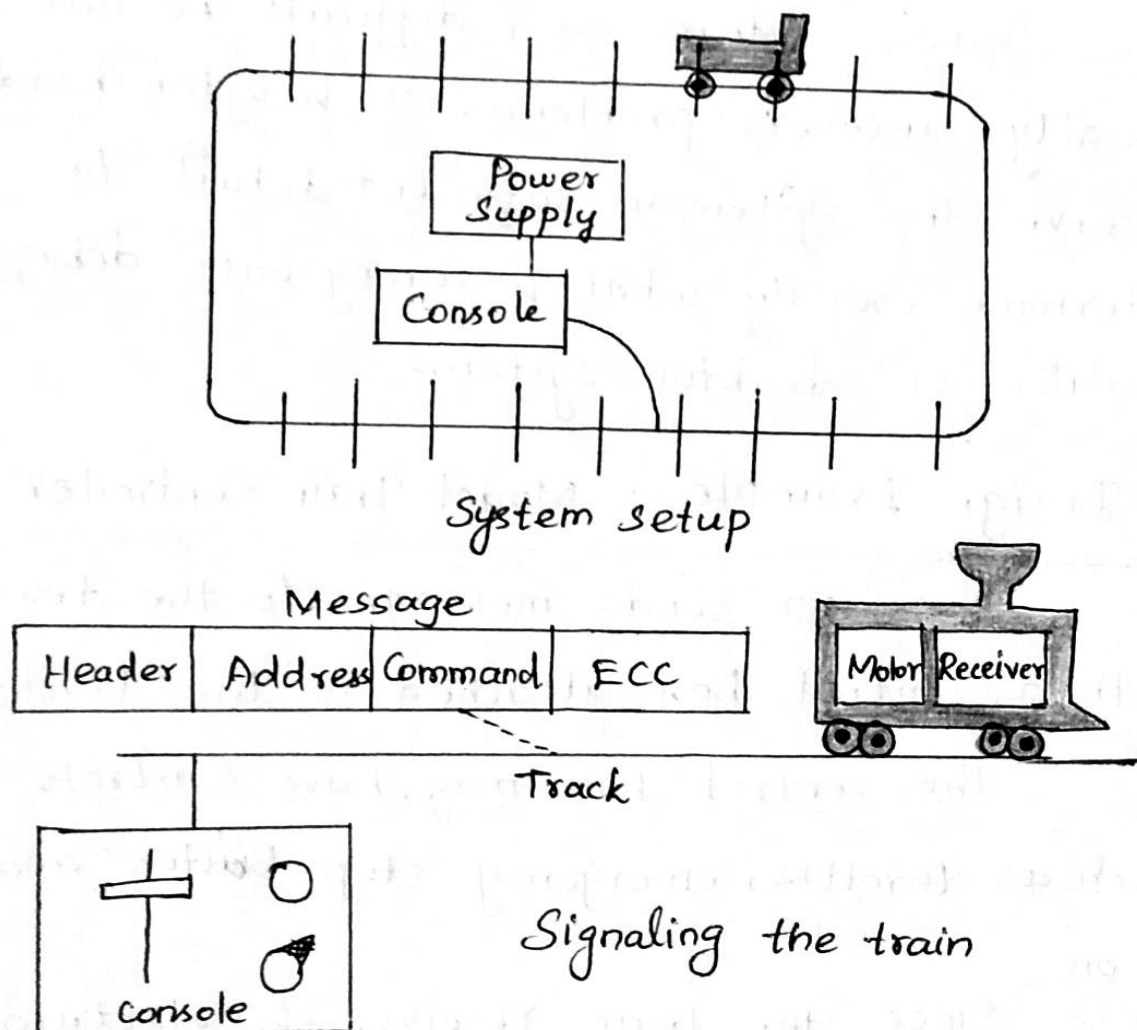 Power
Supply
Console
System setup
Message
Header Address Command ECC
Motor Receiver
Track
Signaling the train
console